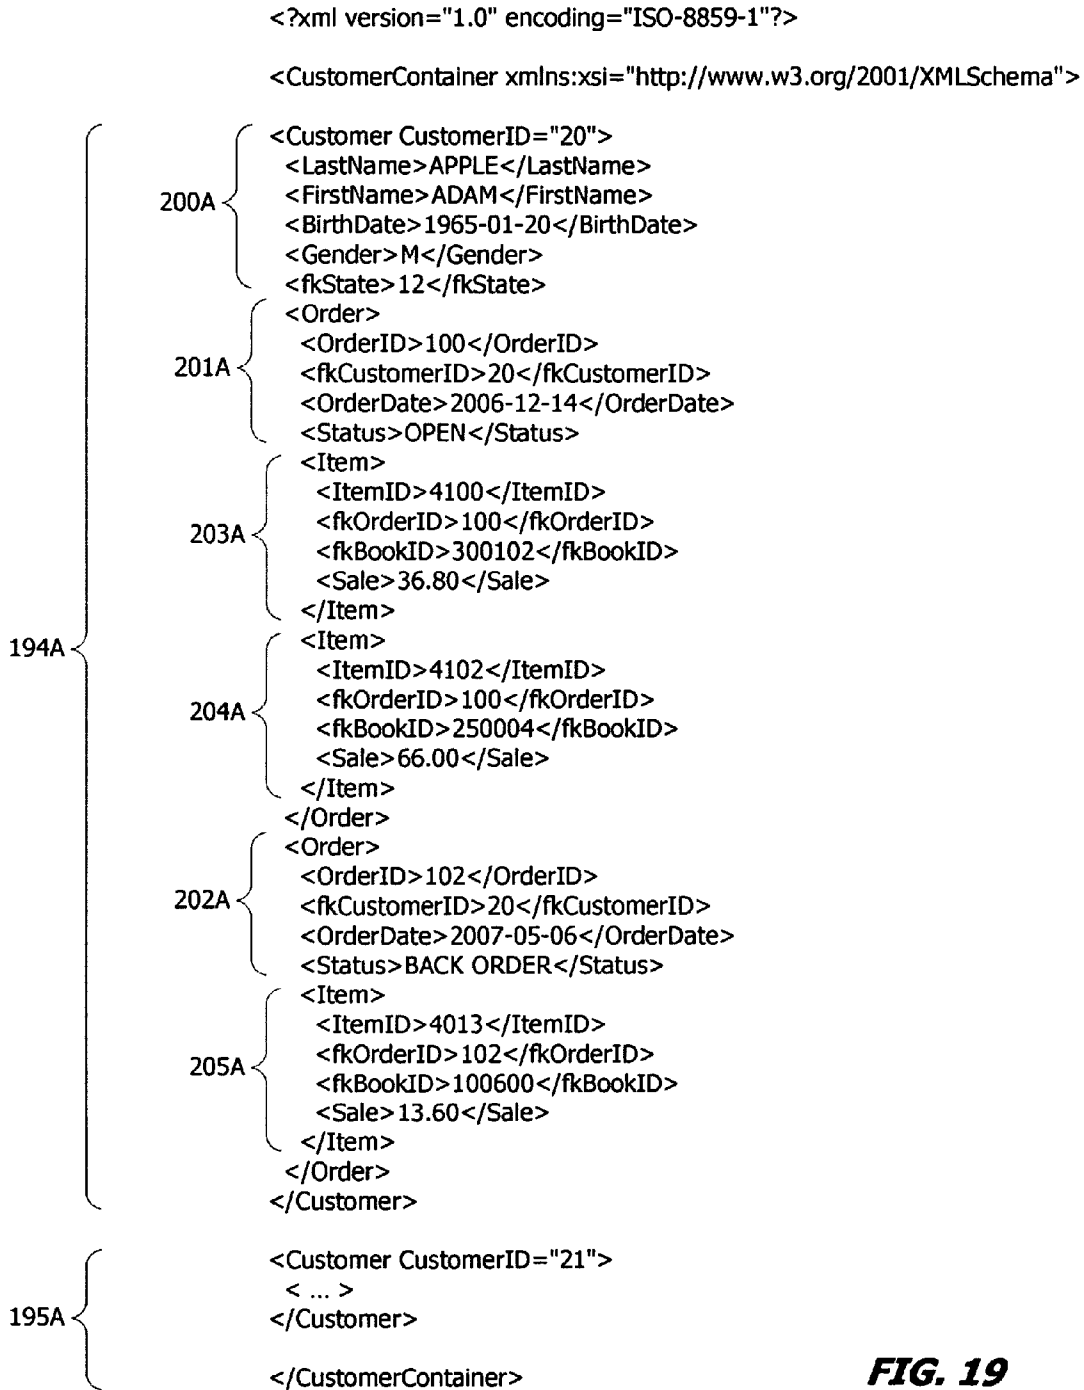 <?xml version="1.0" encoding="ISO-8859-1"?>
<CustomerContainer xmlns:xsi="http://www.w3.org/2001/XMLSchema">
<Customer CustomerID="20">
<LastName>APPLE</LastName>
200A <FirstName>ADAM</FirstName>
<BirthDate>1965-01-20</BirthDate>
<Gender>M</Gender>
<fkState>12</fkState>
<Order>
<OrderID>100</OrderID>
201A <fkCustomerID>20</fkCustomerID>
<OrderDate>2006-12-14</OrderDate>
<Status>OPEN</Status>
<Item>
<ItemID>4100</ItemID>
203A <fkOrderID>100</fkOrderID>
<fkBookID>300102</fkBookID>
<Sale>36.80</Sale>
</Item>
194A <Item>
<ItemID>4102</ItemID>
<fkOrderID>100</fkOrderID>
204A <fkBookID>250004</fkBookID>
<Sale>66.00</Sale>
</Item>
</Order>
<Order>
<OrderID>102</OrderID>
202A <fkCustomerID>20</fkCustomerID>
<OrderDate>2007-05-06</OrderDate>
<Status>BACK ORDER</Status>
<Item>
<ItemID>4013</ItemID>
<fkOrderID>102</fkOrderID>
205A <fkBookID>100600</fkBookID>
<Sale>13.60</Sale>
</Item>
</Order>
</Customer>
<Customer CustomerID="21">
< ... >
195A </Customer>
</CustomerContainer>
FIG. 19